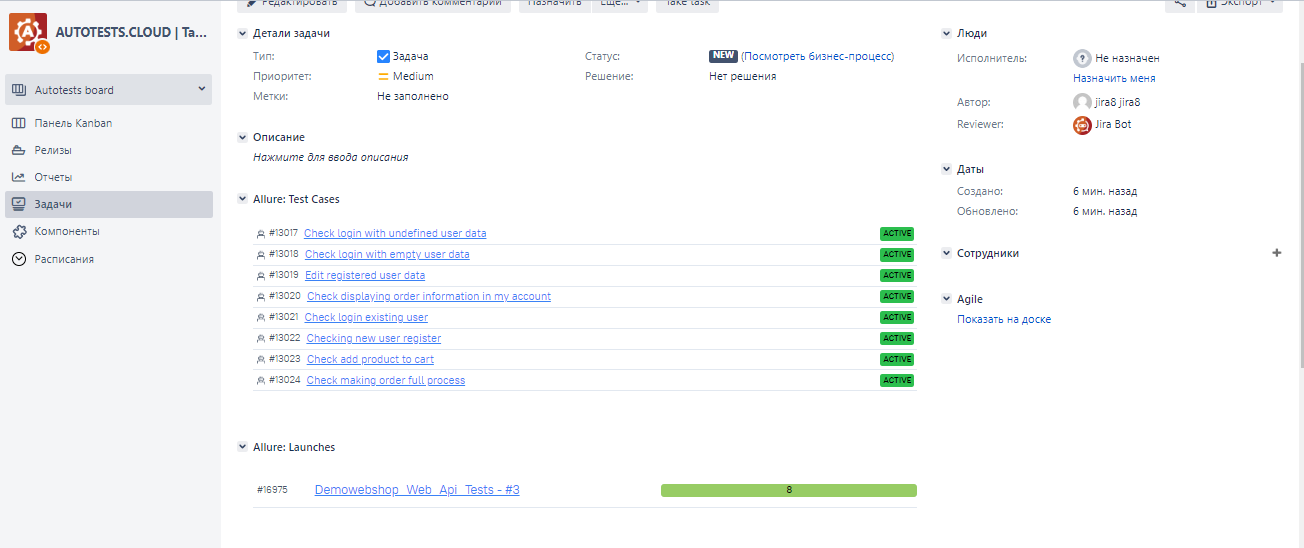 AUTOTESTS.CLOUD | Ta...
Autotests board
Панель Kanban
Релизы
Отчеты
Задачи
Компоненты
Расписания
Редактировать
Добавить комментарий
Назначить
Еще...
Take task
Экспорт
Детали задачи
Тип: Задача
Статус: NEW (Посмотреть бизнес-процесс)
Приоритет: Medium
Решение: Нет решения
Метки: Не заполнено
Описание
Нажмите для ввода описания
Allure: Test Cases
#13017 Check login with undefined user data ACTIVE
#13018 Check login with empty user data ACTIVE
#13019 Edit registered user data ACTIVE
#13020 Check displaying order information in my account ACTIVE
#13021 Check login existing user ACTIVE
#13022 Checking new user register ACTIVE
#13023 Check add product to cart ACTIVE
#13024 Check making order full process ACTIVE
Allure: Launches
#16975 Demowebshop_Web_Api_Tests - #3 8
Люди
Исполнитель: Не назначен
Назначить меня
Автор: jira8 jira8
Reviewer: Jira Bot
Даты
Создано: 6 мин. назад
Обновлено: 6 мин. назад
Сотрудники
Agile
Показать на доске